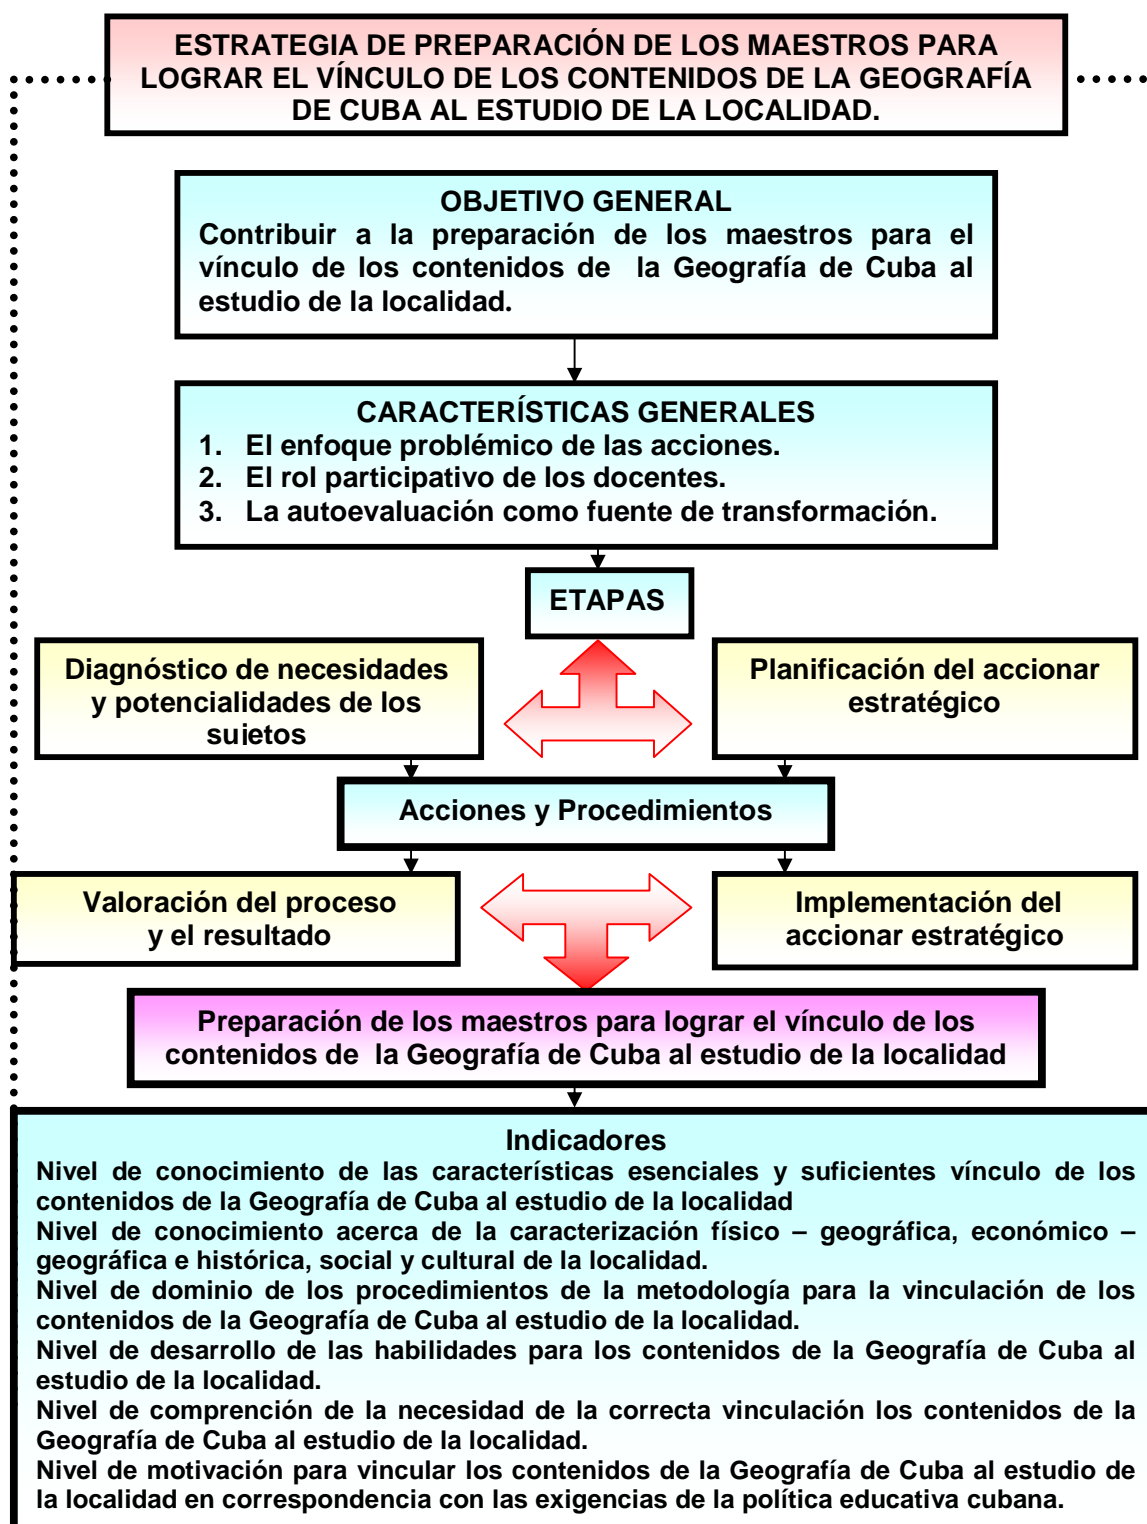 ESTRATEGIA DE PREPARACIÓN DE LOS MAESTROS PARA
LOGRAR EL VÍNCULO DE LOS CONTENIDOS DE LA GEOGRAFÍA
DE CUBA AL ESTUDIO DE LA LOCALIDAD.
OBJETIVO GENERAL
Contribuir a la preparación de los maestros para el
vínculo de los contenidos de la Geografía de Cuba al
estudio de la localidad.
CARACTERÍSTICAS GENERALES
1. El enfoque problémico de las acciones.
2. El rol participativo de los docentes.
3. La autoevaluación como fuente de transformación.
ETAPAS
Diagnóstico de necesidades
y potencialidades de los
sujetos
Planificación del accionar
estratégico
Acciones y Procedimientos
Valoración del proceso
y el resultado
Implementación del
accionar estratégico
Preparación de los maestros para lograr el vínculo de los
contenidos de la Geografía de Cuba al estudio de la localidad
Indicadores
Nivel de conocimiento de las características esenciales y suficientes vínculo de los
contenidos de la Geografía de Cuba al estudio de la localidad
Nivel de conocimiento acerca de la caracterización físico – geográfica, económico –
geográfica e histórica, social y cultural de la localidad.
Nivel de dominio de los procedimientos de la metodología para la vinculación de los
contenidos de la Geografía de Cuba al estudio de la localidad.
Nivel de desarrollo de las habilidades para los contenidos de la Geografía de Cuba al
estudio de la localidad.
Nivel de comprención de la necesidad de la correcta vinculación los contenidos de la
Geografía de Cuba al estudio de la localidad.
Nivel de motivación para vincular los contenidos de la Geografía de Cuba al estudio de
la localidad en correspondencia con las exigencias de la política educativa cubana.